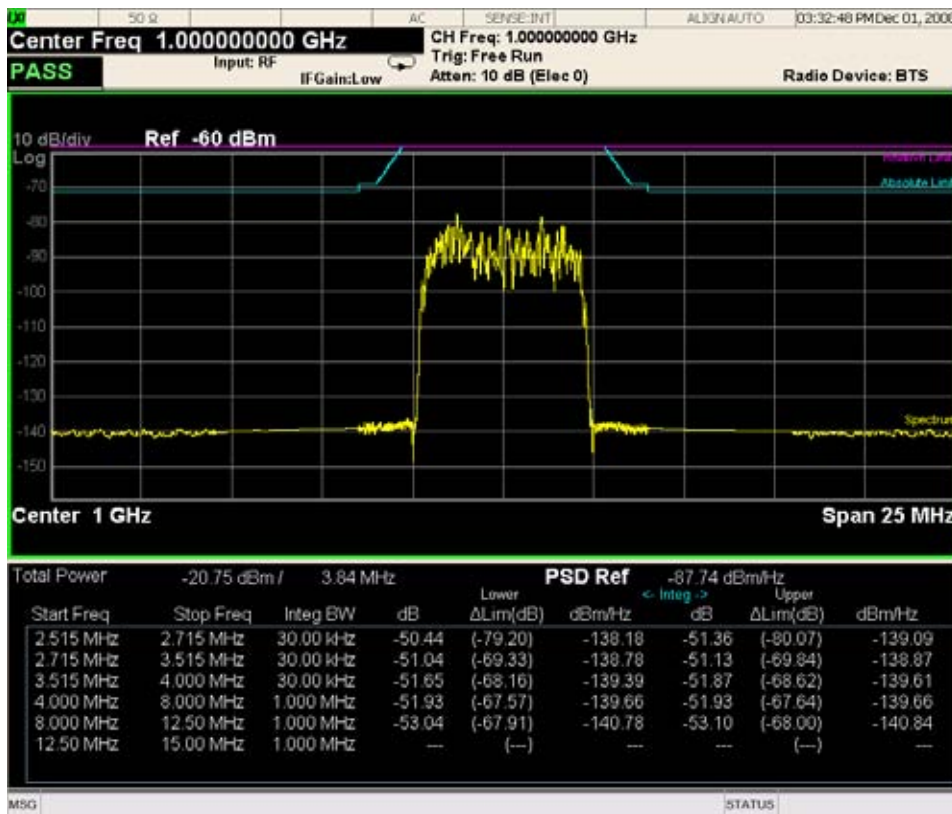 LXI 50 Ω AC SENSE:INT ALIGN AUTO 03:32:48 PM Dec 01, 200
Center Freq 1.000000000 GHz CH Freq: 1.000000000 GHz
Input: RF Trig: Free Run
PASS IFGain:Low Atten: 10 dB (Elec 0) Radio Device: BTS
10 dB/div Ref -60 dBm
Log Relative Limit
-70 Absolute Limit
-80
-90
-100
-110
-120
-130
-140 Spectrum
-150
Center 1 GHz Span 25 MHz
Total Power -20.75 dBm / 3.84 MHz PSD Ref -87.74 dBm/Hz
Lower <- Integ -> Upper
Start Freq Stop Freq Integ BW dB ΔLim(dB) dBm/Hz dB ΔLim(dB) dBm/Hz
2.515 MHz 2.715 MHz 30.00 kHz -50.44 (-79.20) -138.18 -51.36 (-80.07) -139.09
2.715 MHz 3.515 MHz 30.00 kHz -51.04 (-69.33) -138.78 -51.13 (-69.84) -138.87
3.515 MHz 4.000 MHz 30.00 kHz -51.65 (-68.16) -139.39 -51.87 (-68.62) -139.61
4.000 MHz 8.000 MHz 1.000 MHz -51.93 (-67.57) -139.66 -51.93 (-67.64) -139.66
8.000 MHz 12.50 MHz 1.000 MHz -53.04 (-67.91) -140.78 -53.10 (-68.00) -140.84
12.50 MHz 15.00 MHz 1.000 MHz --- (---) --- --- (---) ---
MSG STATUS